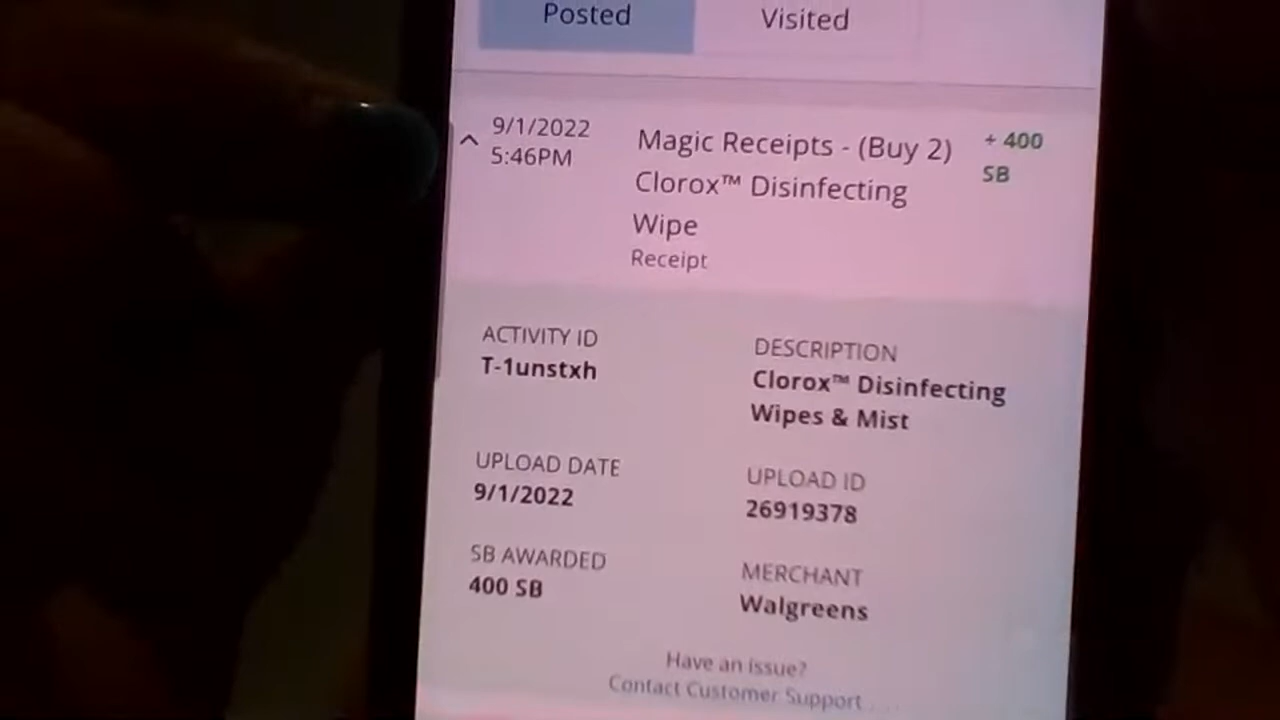 Posted
Visited
9/1/2022
5:46PM
Magic Receipts - (Buy 2)
Clorox™ Disinfecting
Wipe
Receipt
+ 400
SB
ACTIVITY ID
T-1unstxh
DESCRIPTION
Clorox™ Disinfecting
Wipes & Mist
UPLOAD DATE
9/1/2022
UPLOAD ID
26919378
SB AWARDED
400 SB
MERCHANT
Walgreens
Have an issue?
Contact Customer Support